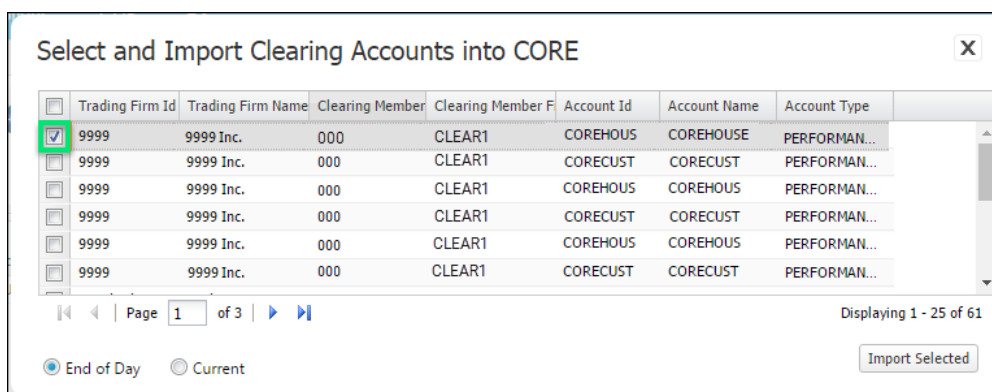 Select and Import Clearing Accounts into CORE X
Trading Firm Id Trading Firm Name Clearing Member Clearing Member Fi Account Id Account Name Account Type
9999 9999 Inc. 000 CLEAR1 COREHOUS COREHOUSE PERFORMAN...
9999 9999 Inc. 000 CLEAR1 CORECUST CORECUST PERFORMAN...
9999 9999 Inc. 000 CLEAR1 COREHOUS COREHOUS PERFORMAN...
9999 9999 Inc. 000 CLEAR1 CORECUST CORECUST PERFORMAN...
9999 9999 Inc. 000 CLEAR1 COREHOUS COREHOUS PERFORMAN...
9999 9999 Inc. 000 CLEAR1 CORECUST CORECUST PERFORMAN...
Page 1 of 3 Displaying 1 - 25 of 61
End of Day Current Import Selected